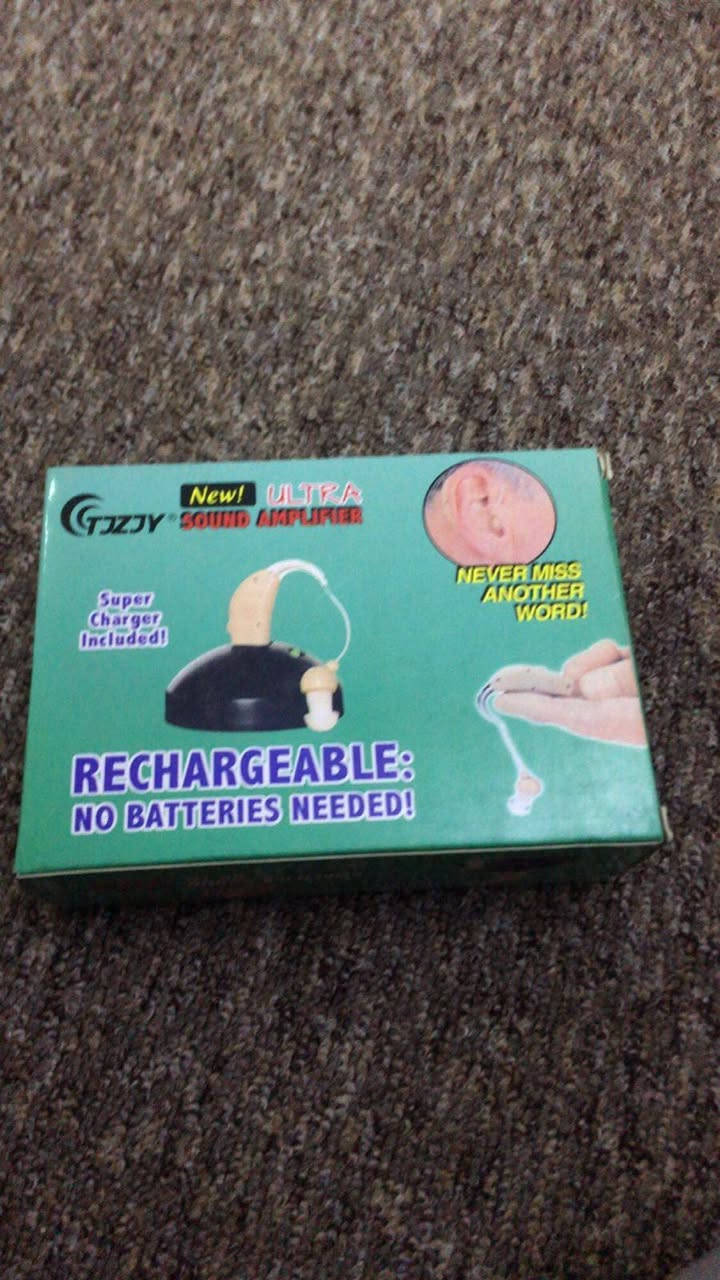 TJZJY® New! ULTRA
SOUND AMPLIFIER
NEVER MISS
ANOTHER
WORD!
Super
Charger
Included!
RECHARGEABLE:
NO BATTERIES NEEDED!